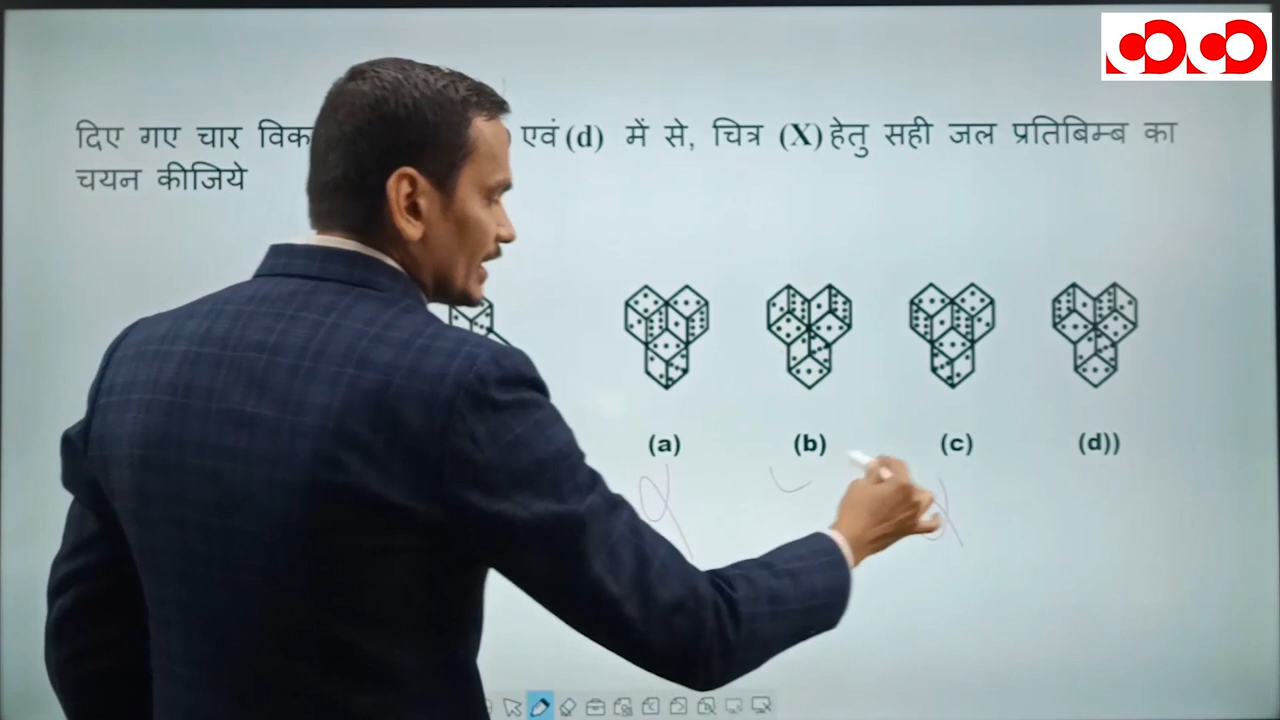 दिए गए चार एवं (d) में से, चित्र (X) हेतु सही जल प्रतिबिम्ब का
चयन कीजिये
(a) (b) (c) (d))